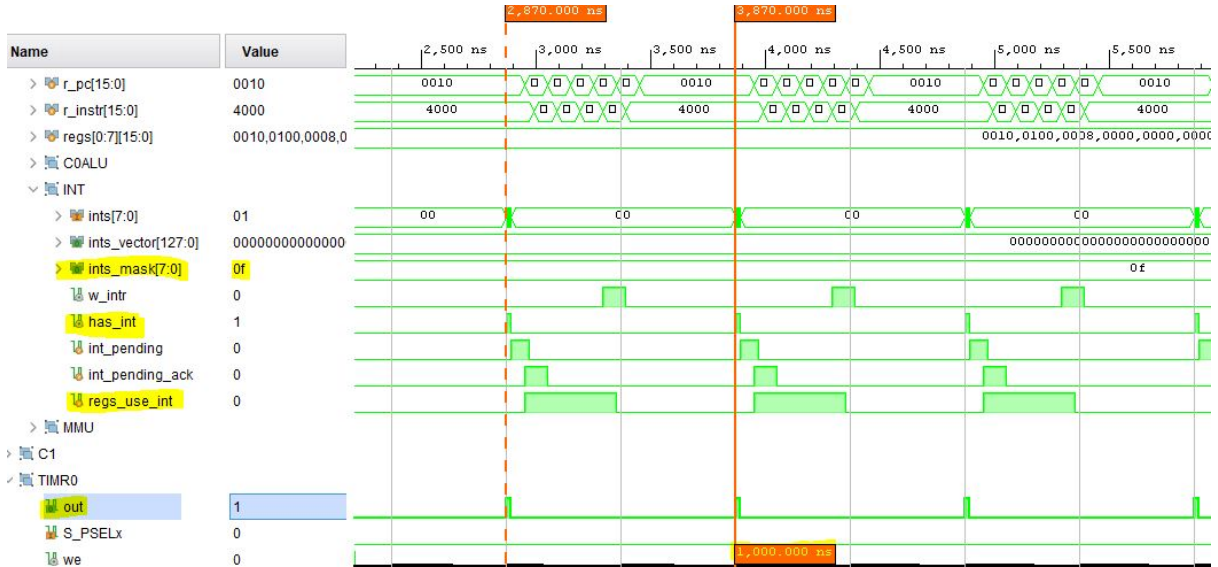 2,870.000 ns 3,870.000 ns
Name Value 2,500 ns 3,000 ns 3,500 ns 4,000 ns 4,500 ns 5,000 ns 5,500 ns
r_pc[15:0] 0010 0010 0010 0010 0010
r_instr[15:0] 4000 4000 4000 4000 4000
regs[0:7][15:0] 0010,0100,0008,0 0010,0100,0008,0000,0000,0000
C0ALU
INT
ints[7:0] 01 00 00 00 00
ints_vector[127:0] 00000000000000
ints_mask[7:0] 0f 0f
w_intr 0
has_int 1
int_pending 0
int_pending_ack 0
regs_use_int 0
MMU
C1
TIMR0
out 1
S_PSELx 0
we 0 1,000.000 ns